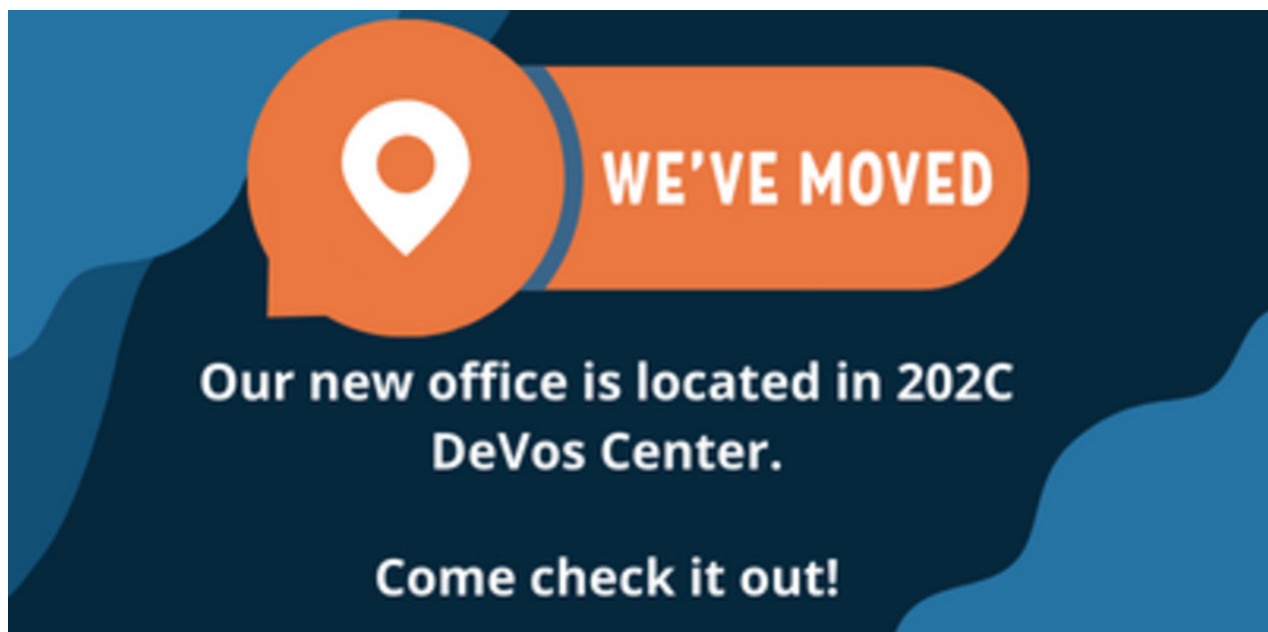 WE'VE MOVED
Our new office is located in 202C
DeVos Center.
Come check it out!